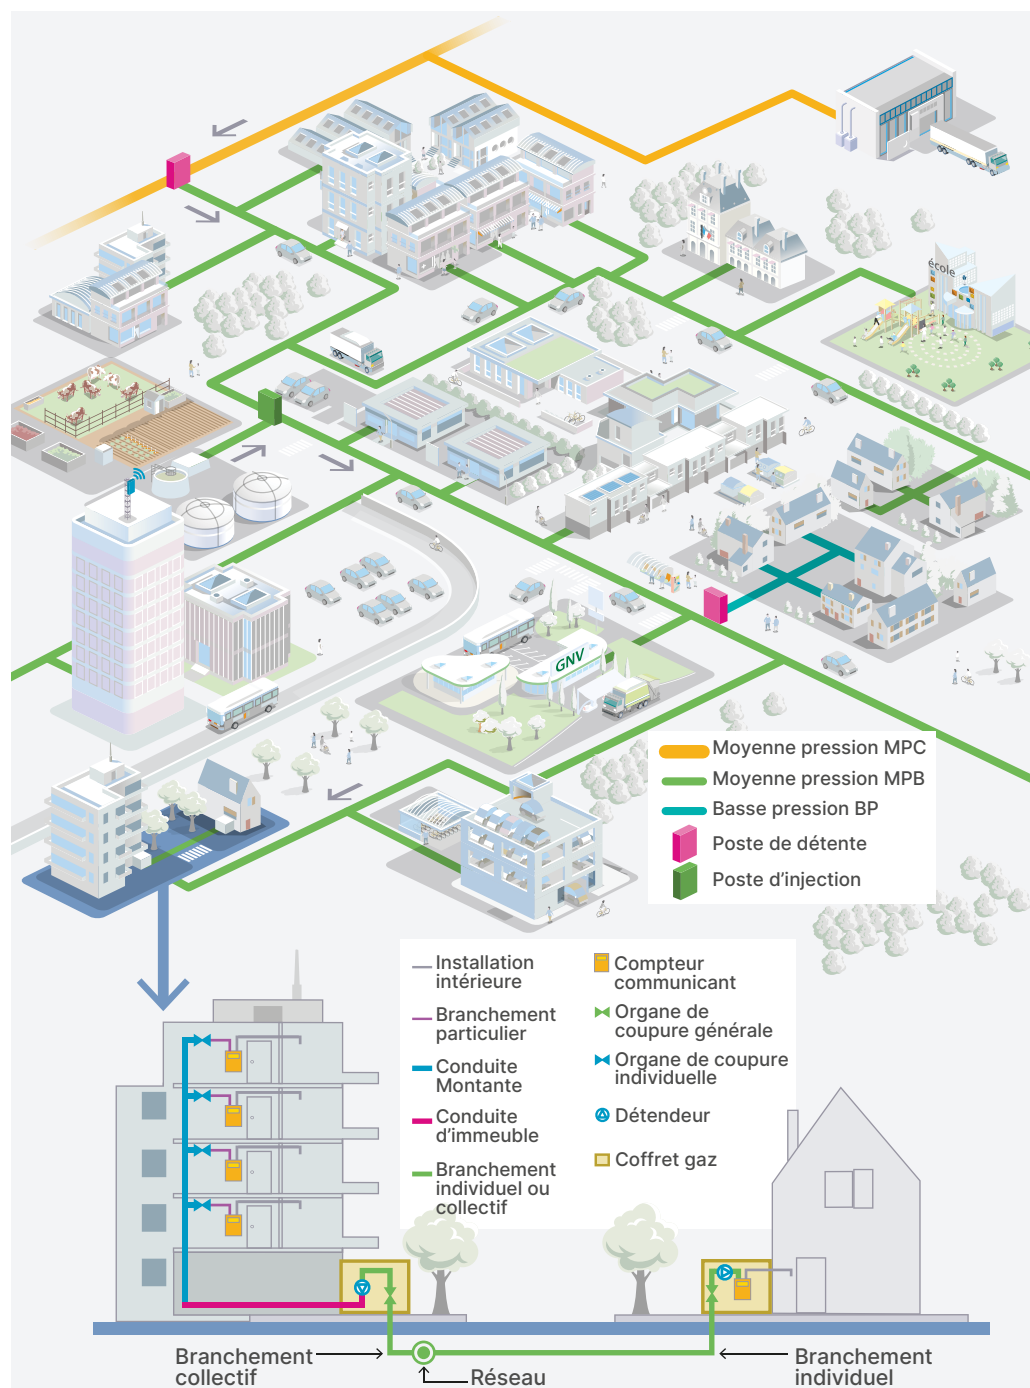 école
GNV
Moyenne pression MPC
Moyenne pression MPB
Basse pression BP
Poste de détente
Poste d'injection
Installation
intérieure
Branchement
particulier
Conduite
Montante
Conduite
d'immeuble
Branchement
individuel ou
collectif
Compteur
communicant
Organe de
coupure générale
Organe de coupure
individuelle
Détendeur
Coffret gaz
Branchement
collectif
Réseau
Branchement
individuel